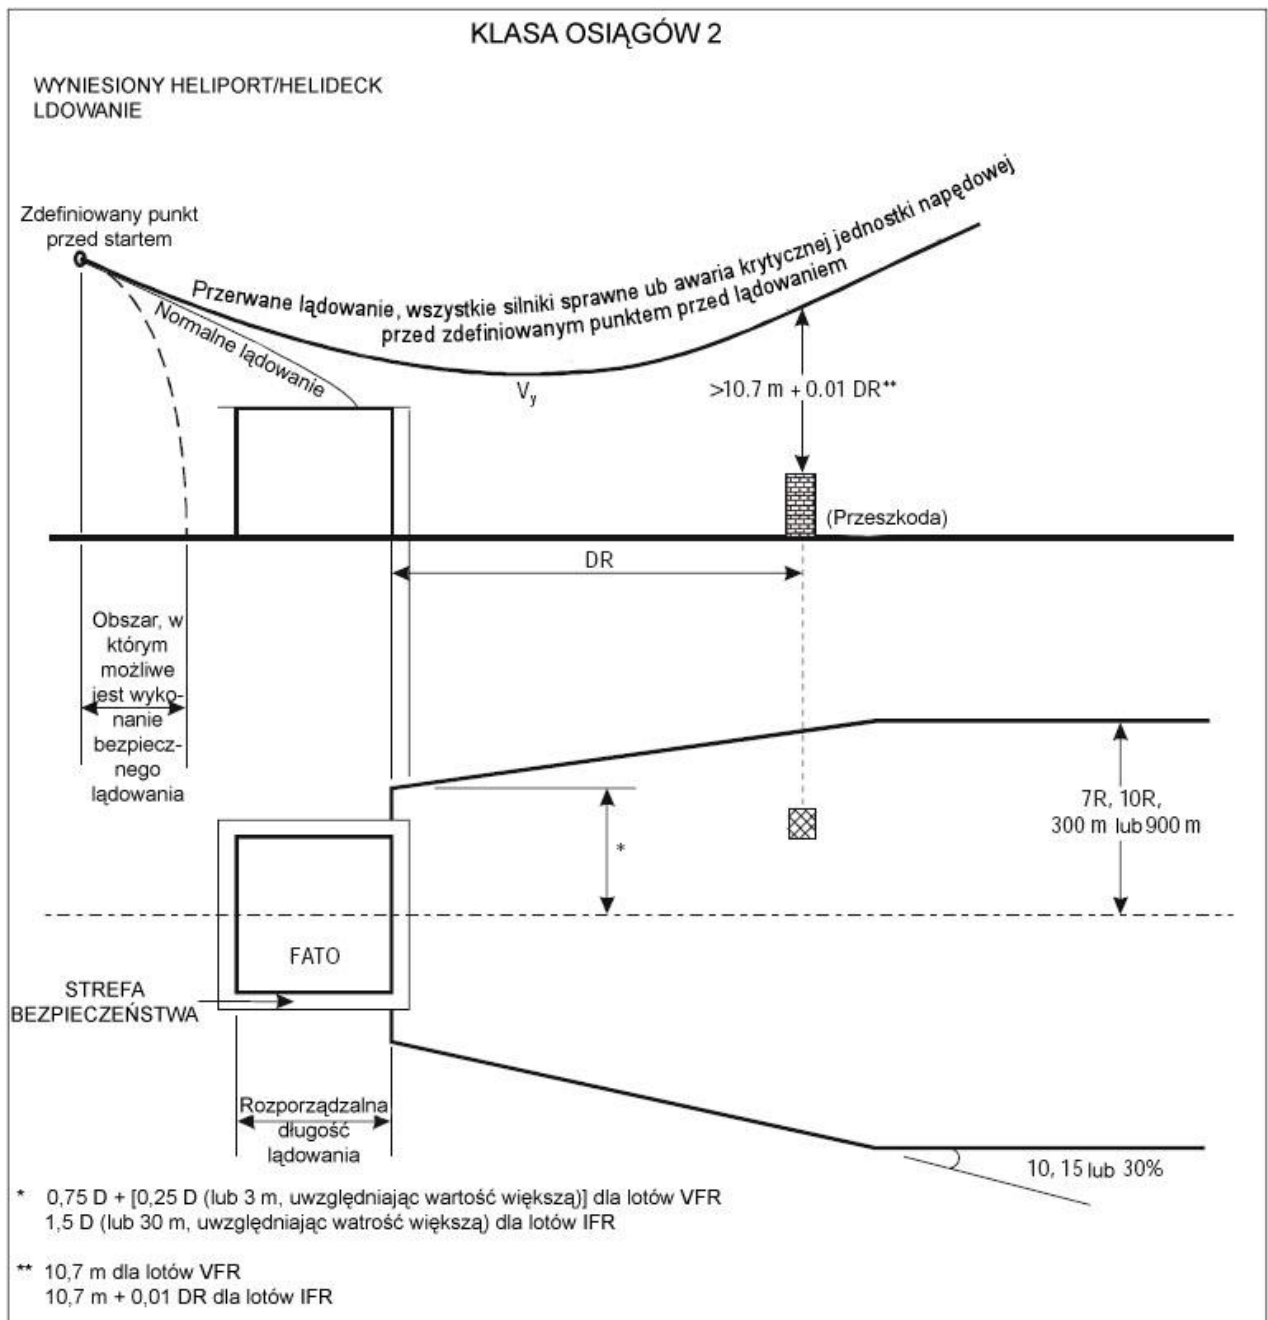 KLASA OSIĄGÓW 2
WYNIESIONY HELIPORT/HELIDECK
LDOWANIE
Zdefiniowany punkt
przed startem
Przerwane lądowanie, wszystkie silniki sprawne ub awaria krytycznej jednostki napędowej
przed zdefiniowanym punktem przed lądowaniem
Normalne lądowanie
Vy
>10.7 m + 0.01 DR**
(Przeszkoda)
DR
Obszar, w
którym
możliwe
jest wyko-
nanie
bezpiecz-
nego
lądowania
7R, 10R,
300 m lub 900 m
*
FATO
STREFA
BEZPIECZEŃSTWA
Rozporządzalna
długość
lądowania
10, 15 lub 30%
* 0,75 D + [0,25 D (lub 3 m, uwzględniając wartość większą)] dla lotów VFR
1,5 D (lub 30 m, uwzględniając watrość większą) dla lotów IFR
** 10,7 m dla lotów VFR
10,7 m + 0,01 DR dla lotów IFR